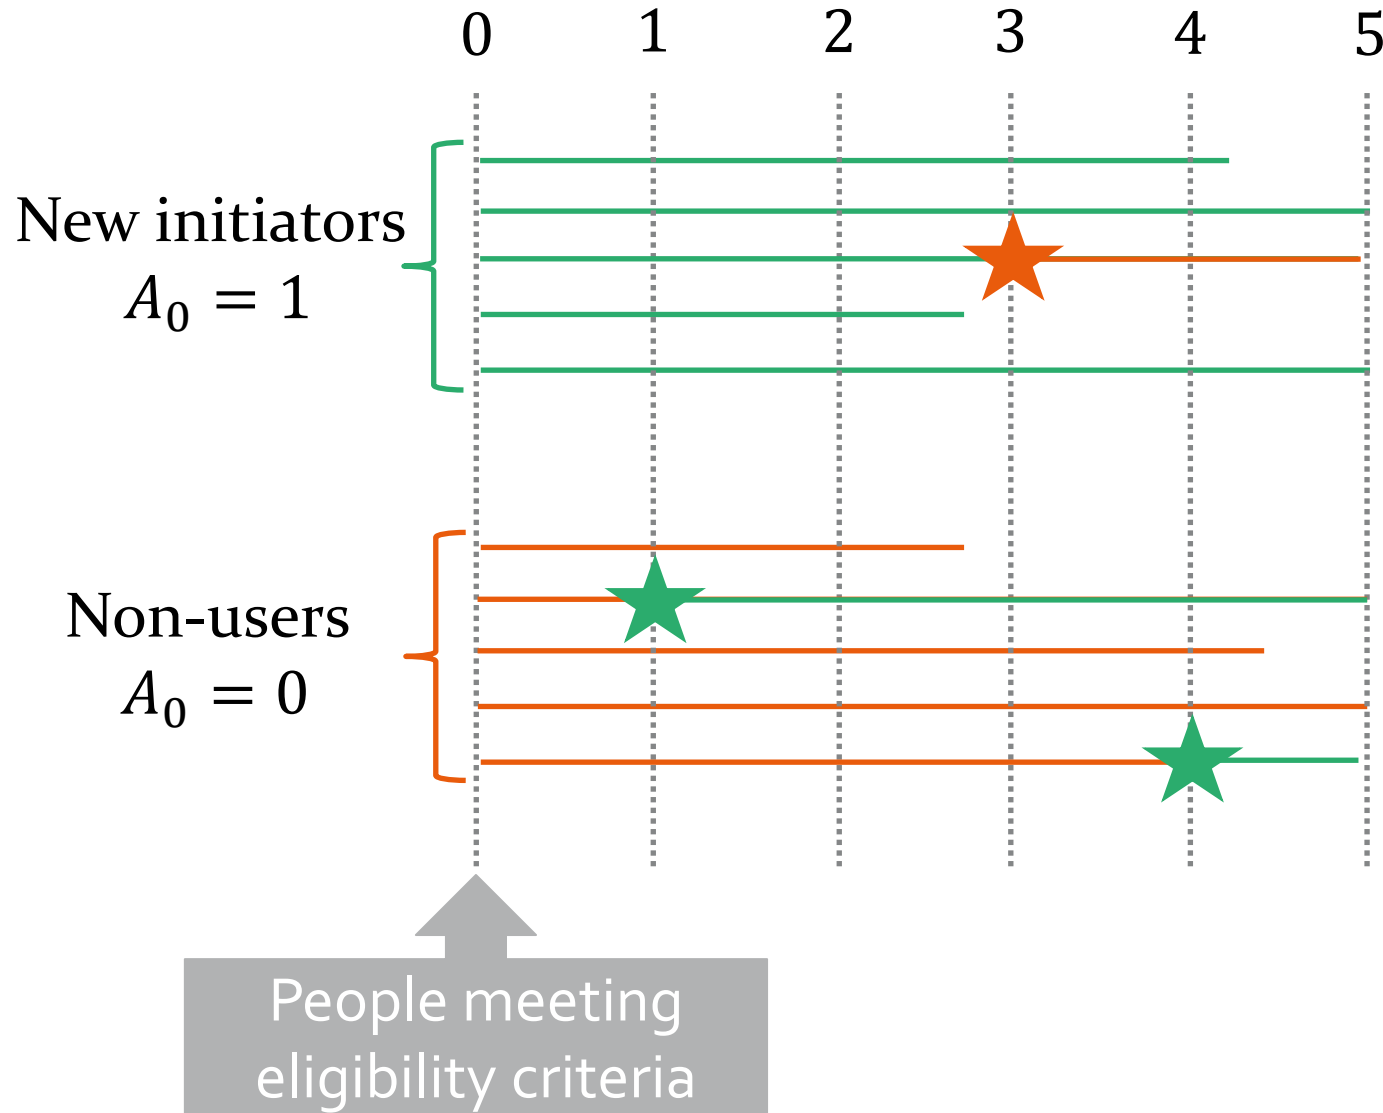 0 1 2 3 4 5
New initiators
A₀ = 1
Non-users
A₀ = 0
People meeting
eligibility criteria